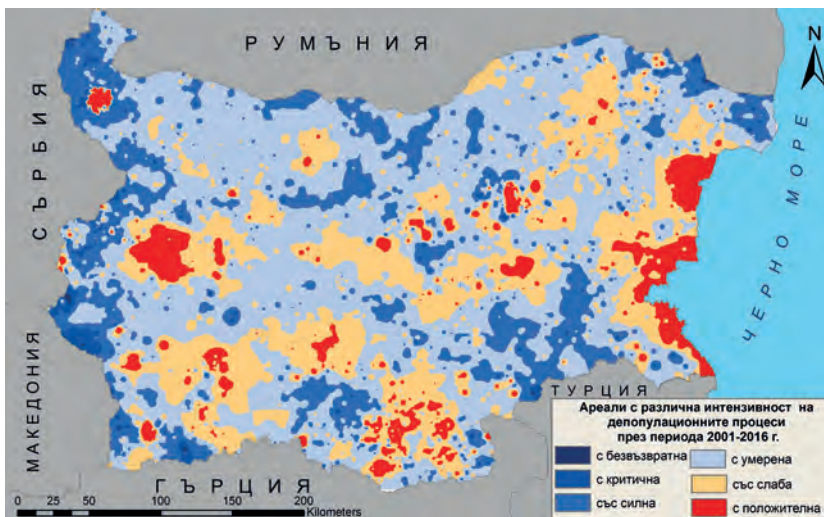 РУМЪНИЯ
N
СЪРБИЯ
ЧЕРНО МОРЕ
МАКЕДОНИЯ
ТУРЦИЯ
ГЪРЦИЯ
Ареали с различна интензивност на
депопулационните процеси
през периода 2001-2016 г.
с безвъзвратна
с умерена
с критична
със слаба
със силна
с положителна
0 25 50 100 150 200
Kilometers